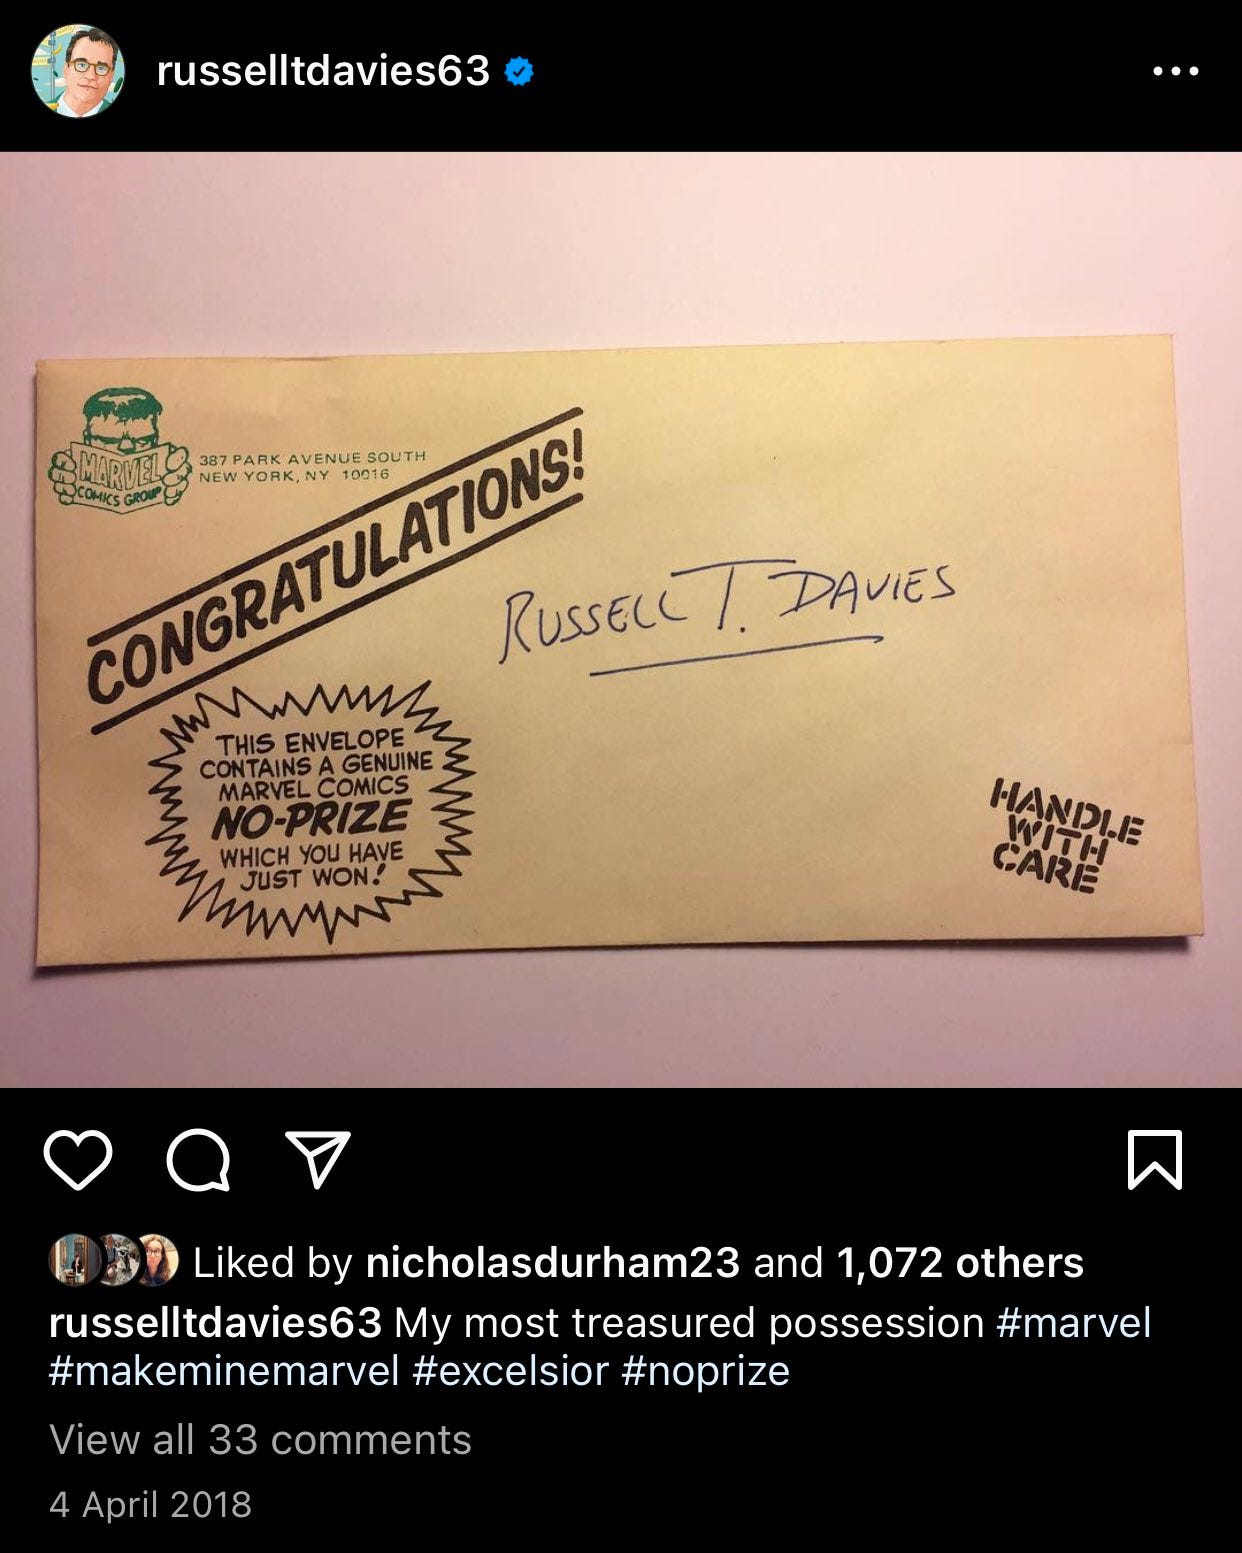 russelltdavies63
MARVEL
COMICS GROUP
387 PARK AVENUE SOUTH
NEW YORK, NY 10016
CONGRATULATIONS!
RUSSELL T. DAVIES
THIS ENVELOPE
CONTAINS A GENUINE
MARVEL COMICS
NO-PRIZE
WHICH YOU HAVE
JUST WON!
HANDLE
WITH
CARE
Liked by nicholasdurham23 and 1,072 others
russelltdavies63 My most treasured possession #marvel
#makeminemarvel #excelsior #noprize
View all 33 comments
4 April 2018